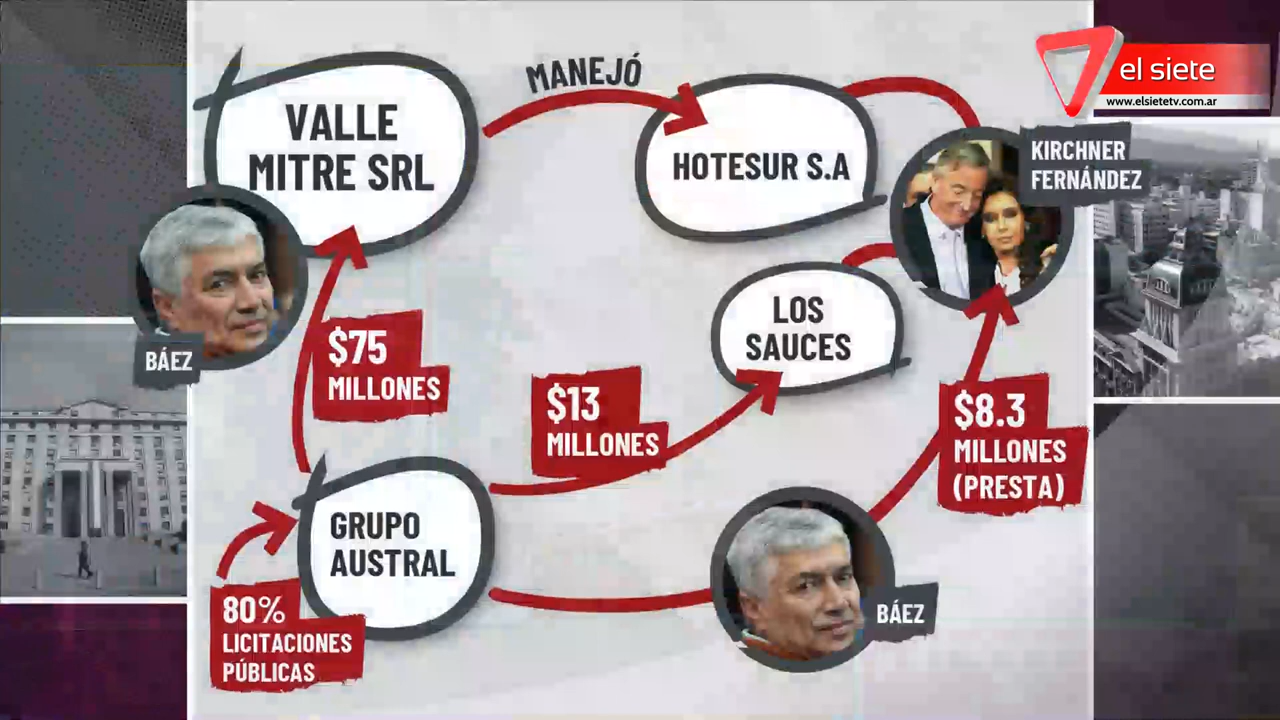 el siete
www.elsietetv.com.ar
MANEJÓ
VALLE
MITRE SRL
HOTESUR S.A
KIRCHNER
FERNÁNDEZ
BÁEZ
$75
MILLONES
LOS
SAUCES
$13
MILLONES
$8.3
MILLONES
(PRESTA)
GRUPO
AUSTRAL
80%
LICITACIONES
PÚBLICAS
BÁEZ